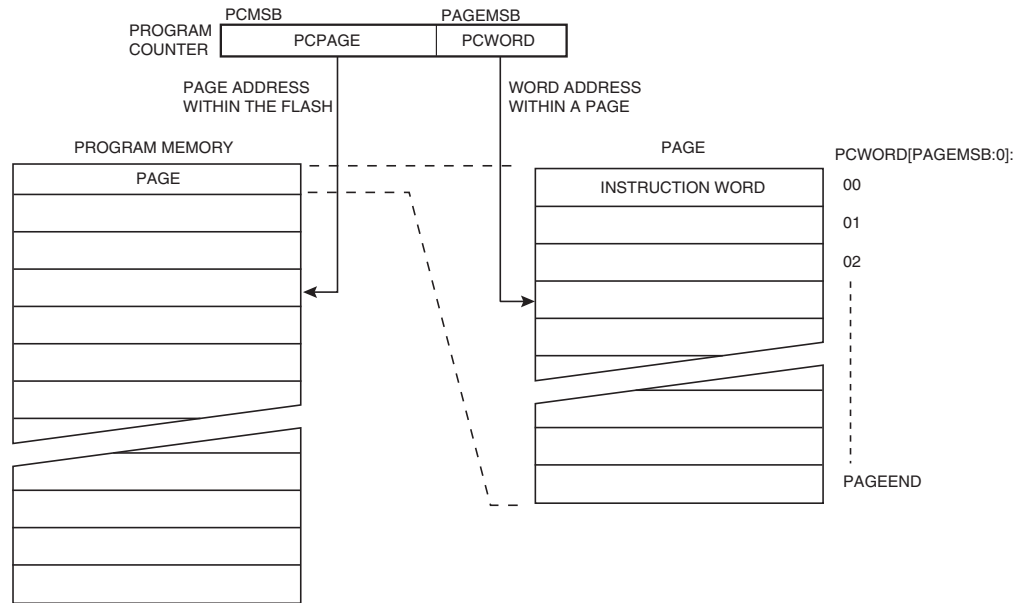 PCMSB PAGEMSB
PROGRAM
COUNTER
PCPAGE PCWORD
PAGE ADDRESS
WITHIN THE FLASH
WORD ADDRESS
WITHIN A PAGE
PROGRAM MEMORY
PAGE
PAGE
INSTRUCTION WORD
PCWORD[PAGEMSB:0]:
00
01
02
PAGEEND